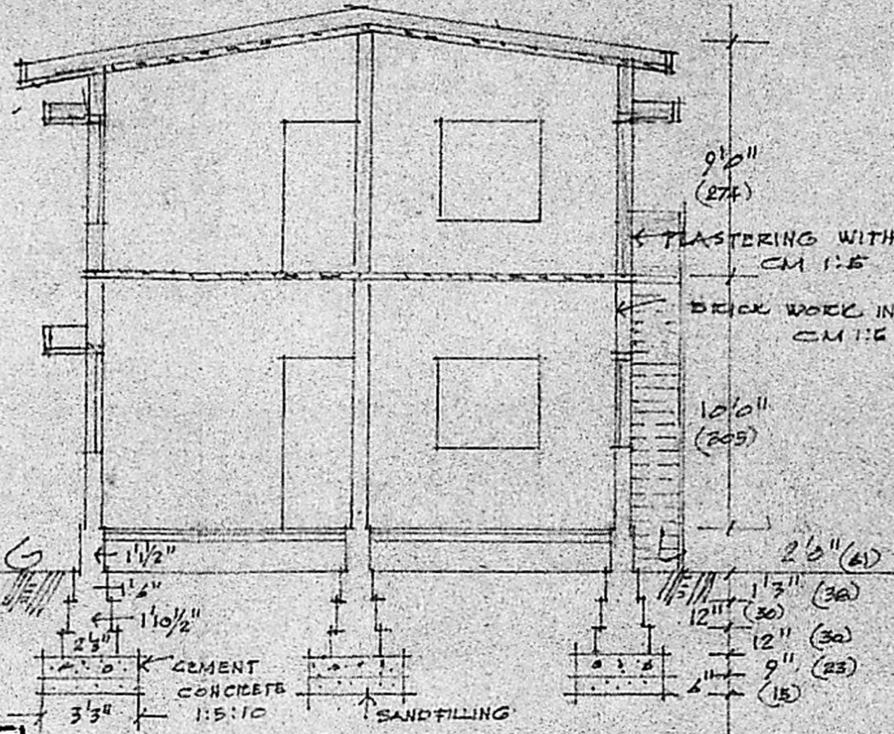 9'0"
(274)
PLASTERING WITH
CM 1:5
BRICK WORK IN
CM 1:6
10'0"
(305)
2'0" (61)
1'1½"
1'6"
1'3" (38)
12"
(30)
1'10½"
12" (30)
2'3"
9" (23)
6"
(15)
CEMENT
CONCRETE
1:5:10
3'3"
SANDFILLING